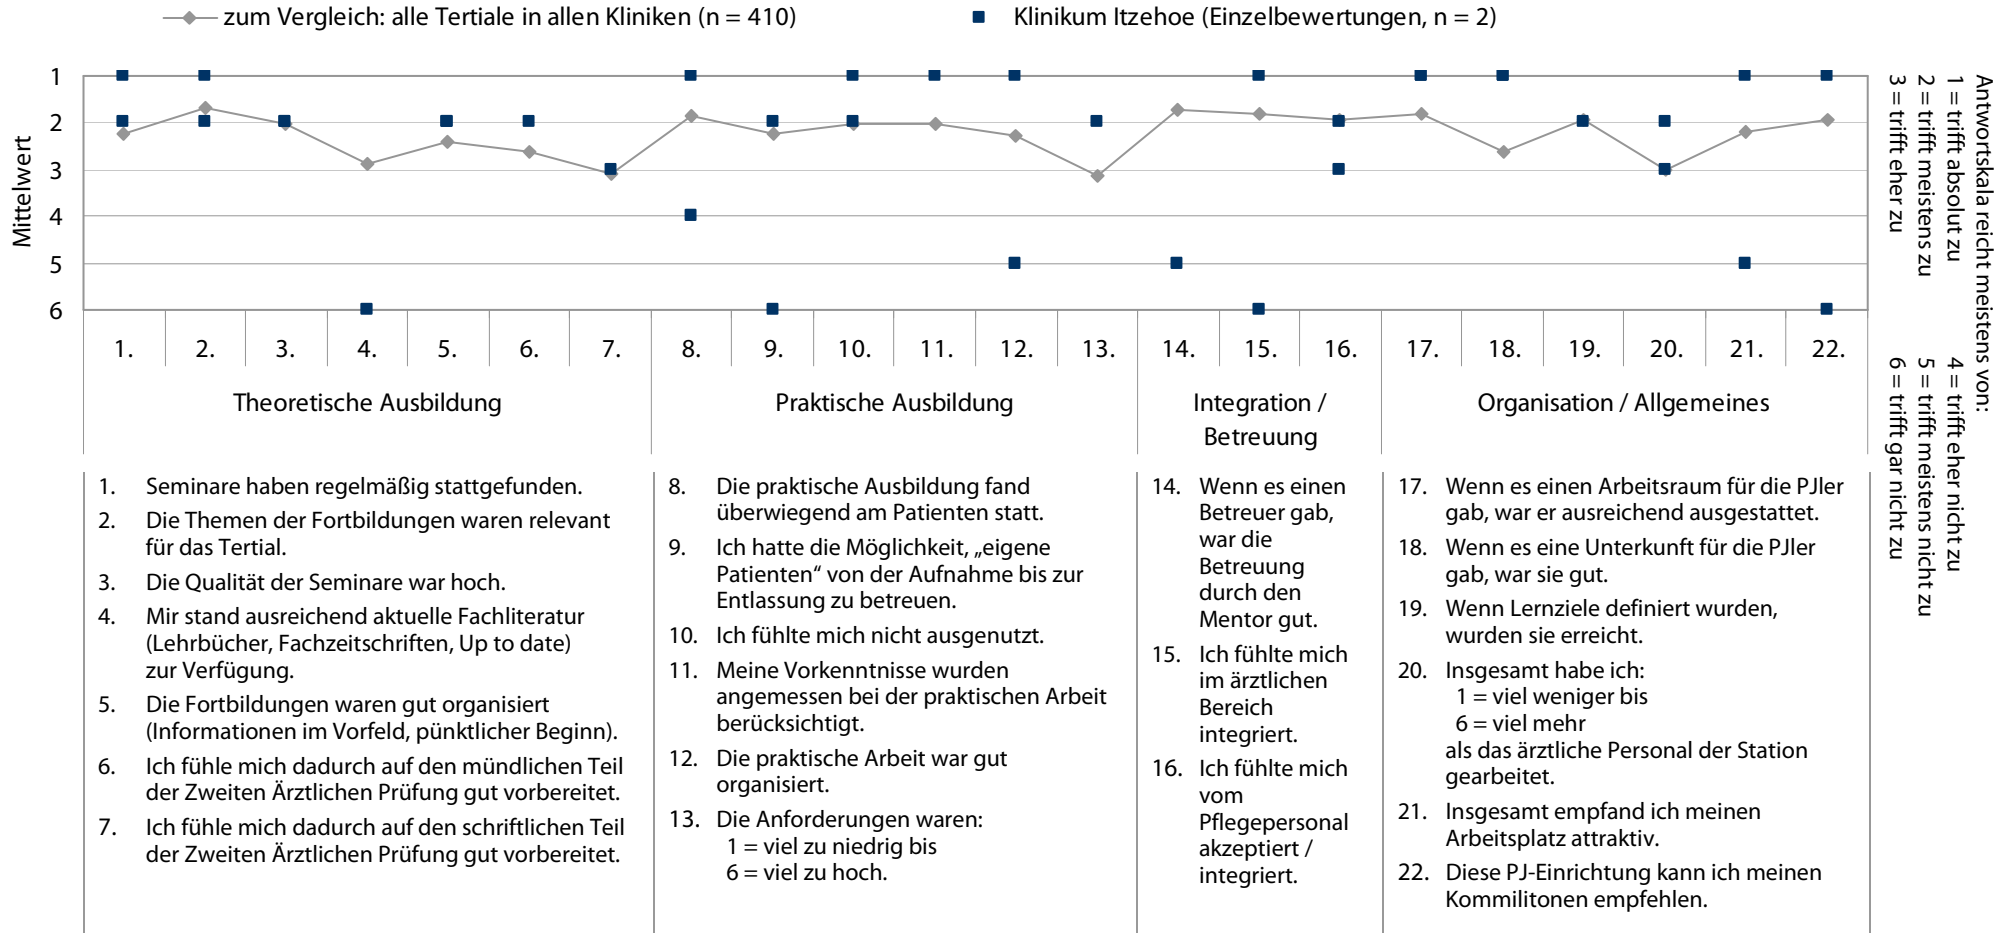 zum Vergleich: alle Tertiale in allen Kliniken (n = 410)
Klinikum Itzehoe (Einzelbewertungen, n = 2)
Mittelwert
1
2
3
4
5
6
1.
2.
3.
4.
5.
6.
7.
8.
9.
10.
11.
12.
13.
14.
15.
16.
17.
18.
19.
20.
21.
22.
Theoretische Ausbildung
Praktische Ausbildung
Integration /
Betreuung
Organisation / Allgemeines
Antwortskala reicht meistens von:
1 = trifft absolut zu
2 = trifft meistens zu
3 = trifft eher zu
4 = trifft eher nicht zu
5 = trifft meistens nicht zu
6 = trifft gar nicht zu
1. Seminare haben regelmäßig stattgefunden.
2. Die Themen der Fortbildungen waren relevant
für das Tertial.
3. Die Qualität der Seminare war hoch.
4. Mir stand ausreichend aktuelle Fachliteratur
(Lehrbücher, Fachzeitschriften, Up to date)
zur Verfügung.
5. Die Fortbildungen waren gut organisiert
(Informationen im Vorfeld, pünktlicher Beginn).
6. Ich fühle mich dadurch auf den mündlichen Teil
der Zweiten Ärztlichen Prüfung gut vorbereitet.
7. Ich fühle mich dadurch auf den schriftlichen Teil
der Zweiten Ärztlichen Prüfung gut vorbereitet.
8. Die praktische Ausbildung fand
überwiegend am Patienten statt.
9. Ich hatte die Möglichkeit, „eigene
Patienten“ von der Aufnahme bis zur
Entlassung zu betreuen.
10. Ich fühlte mich nicht ausgenutzt.
11. Meine Vorkenntnisse wurden
angemessen bei der praktischen Arbeit
berücksichtigt.
12. Die praktische Arbeit war gut
organisiert.
13. Die Anforderungen waren:
1 = viel zu niedrig bis
6 = viel zu hoch.
14. Wenn es einen
Betreuer gab,
war die
Betreuung
durch den
Mentor gut.
15. Ich fühlte mich
im ärztlichen
Bereich
integriert.
16. Ich fühlte mich
vom
Pflegepersonal
akzeptiert /
integriert.
17. Wenn es einen Arbeitsraum für die PJler
gab, war er ausreichend ausgestattet.
18. Wenn es eine Unterkunft für die PJler
gab, war sie gut.
19. Wenn Lernziele definiert wurden,
wurden sie erreicht.
20. Insgesamt habe ich:
1 = viel weniger bis
6 = viel mehr
als das ärztliche Personal der Station
gearbeitet.
21. Insgesamt empfand ich meinen
Arbeitsplatz attraktiv.
22. Diese PJ-Einrichtung kann ich meinen
Kommilitonen empfehlen.